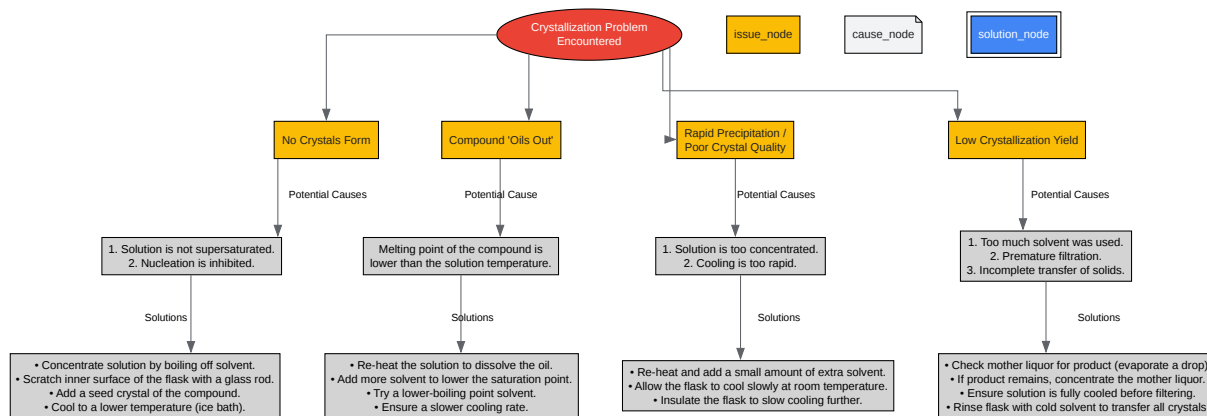 Crystallization Problem
Encountered
issue_node
cause_node
solution_node
No Crystals Form
Compound 'Oils Out'
Rapid Precipitation /
Poor Crystal Quality
Low Crystallization Yield
Potential Causes
Potential Cause
Potential Causes
Potential Causes
1. Solution is not supersaturated.
2. Nucleation is inhibited.
Melting point of the compound is
lower than the solution temperature.
1. Solution is too concentrated.
2. Cooling is too rapid.
1. Too much solvent was used.
2. Premature filtration.
3. Incomplete transfer of solids.
Solutions
Solutions
Solutions
Solutions
• Concentrate solution by boiling off solvent.
• Scratch inner surface of the flask with a glass rod.
• Add a seed crystal of the compound.
• Cool to a lower temperature (ice bath).
• Re-heat the solution to dissolve the oil.
• Add more solvent to lower the saturation point.
• Try a lower-boiling point solvent.
• Ensure a slower cooling rate.
• Re-heat and add a small amount of extra solvent.
• Allow the flask to cool slowly at room temperature.
• Insulate the flask to slow cooling further.
• Check mother liquor for product (evaporate a drop)
• If product remains, concentrate the mother liquor.
• Ensure solution is fully cooled before filtering.
• Rinse flask with cold solvent to transfer all crystals